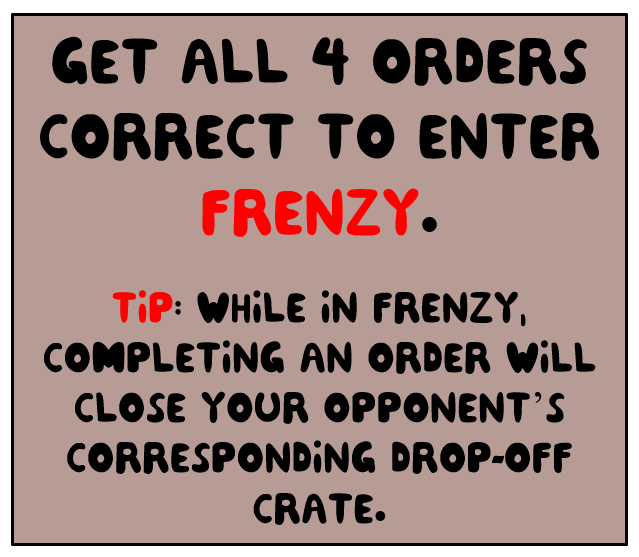 GET ALL 4 ORDERS
CORRECT TO ENTER
FRENZY.
TiP: WHiLE iN FRENZY,
COMPLETiNG AN ORDER WiLL
CLOSE YOUR OPPONENT'S
CORRESPONDiNG DROP-OFF
CRATE.